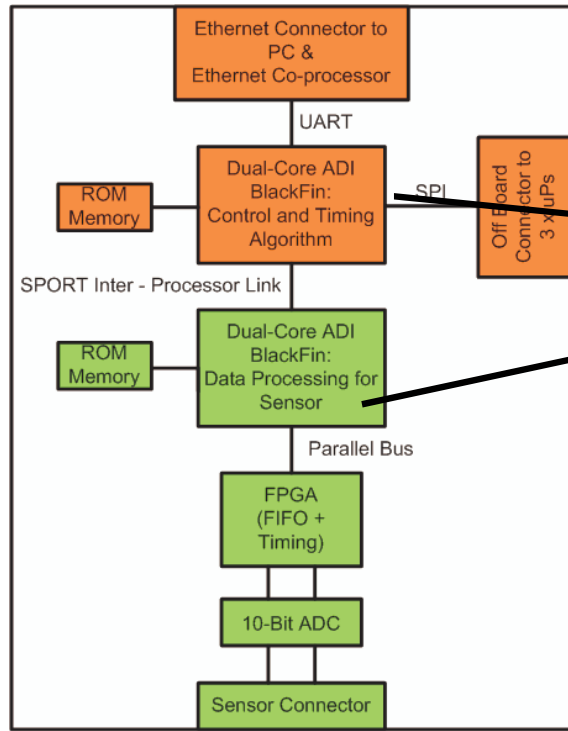 Ethernet Connector to
PC &
Ethernet Co-processor
UART
Dual-Core ADI
BlackFin:
Control and Timing
Algorithm
ROM
Memory
SPI
Off Board
Connector to
3 x uPs
SPORT Inter - Processor Link
Dual-Core ADI
BlackFin:
Data Processing for
Sensor
ROM
Memory
Parallel Bus
FPGA
(FIFO +
Timing)
10-Bit ADC
Sensor Connector